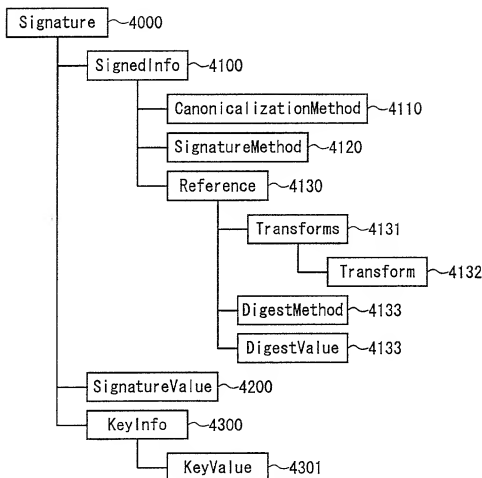 Signature 4000
SignedInfo 4100
CanonicalizationMethod 4110
SignatureMethod 4120
Reference 4130
Transforms 4131
Transform 4132
DigestMethod 4133
DigestValue 4133
SignatureValue 4200
KeyInfo 4300
KeyValue 4301